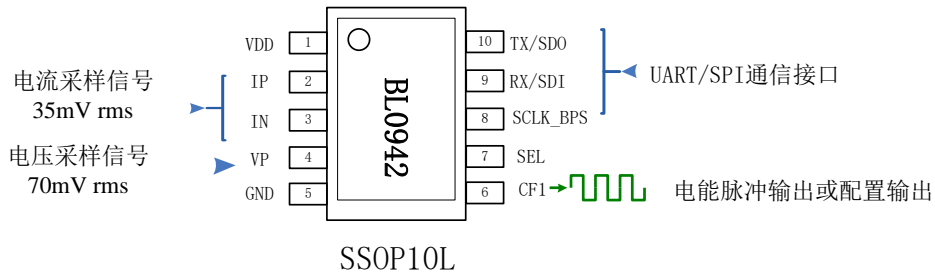 VDD 1
IP 2
IN 3
VP 4
GND 5
电流采样信号
35mV rms
电压采样信号
70mV rms
BL0942
10 TX/SDO
9 RX/SDI
8 SCLK_BPS
7 SEL
6 CF1
UART/SPI通信接口
电能脉冲输出或配置输出
SSOP10L